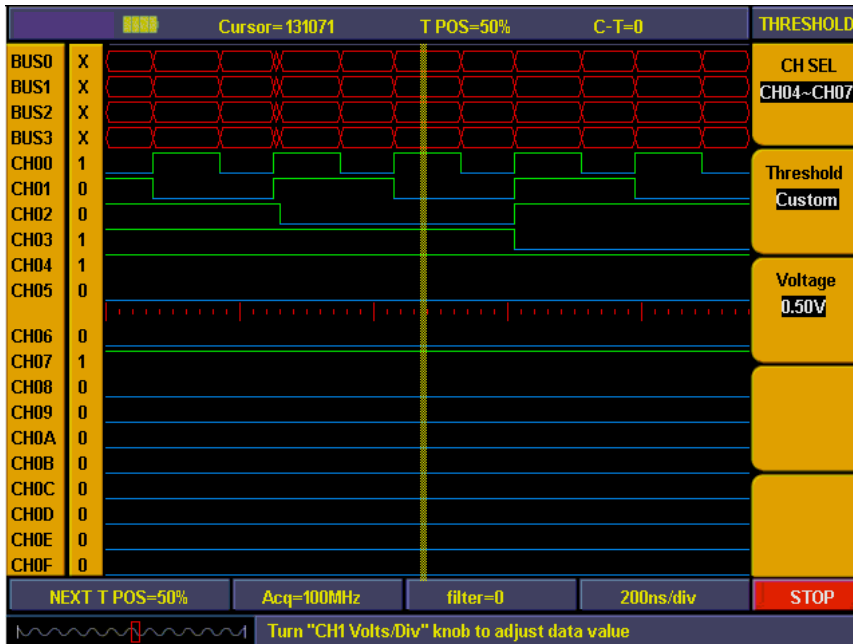 Cursor=131071 T POS=50% C-T=0 THRESHOLD
BUS0 X
BUS1 X
BUS2 X
BUS3 X
CH00 1
CH01 0
CH02 0
CH03 1
CH04 1
CH05 0
CH06 0
CH07 1
CH08 0
CH09 0
CH0A 0
CH0B 0
CH0C 0
CH0D 0
CH0E 0
CH0F 0
CH SEL
CH04~CH07
Threshold
Custom
Voltage
0.50V
NEXT T POS=50% Acq=100MHz filter=0 200ns/div STOP
Turn "CH1 Volts/Div" knob to adjust data value